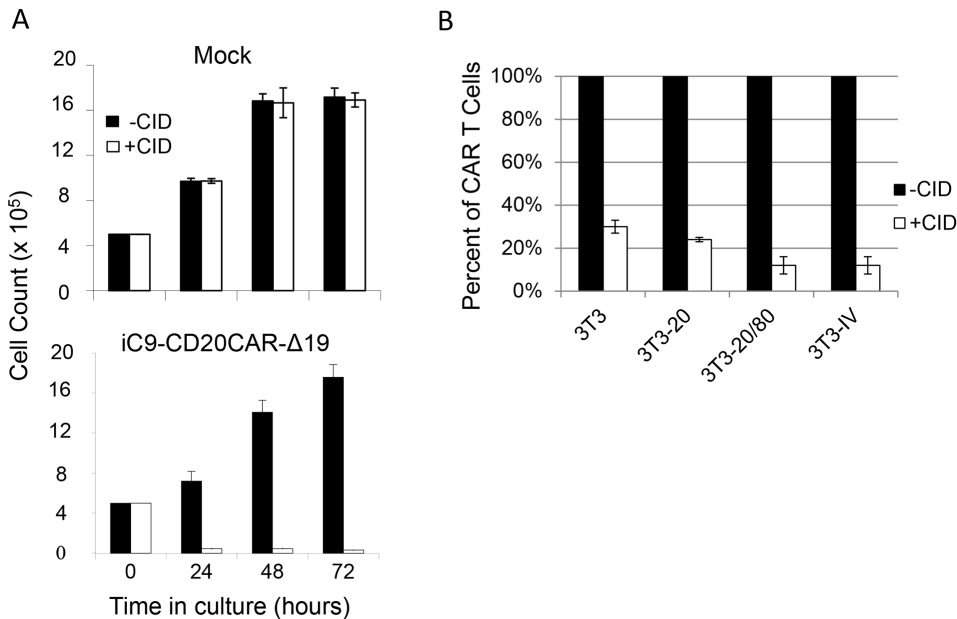 A
Mock
20
16
12
8
4
0
-CID
+CID
Cell Count (x 10⁵)
iC9-CD20CAR-Δ19
20
16
12
8
4
0
0 24 48 72
Time in culture (hours)
B
100%
80%
60%
40%
20%
0%
Percent of CAR T Cells
-CID
+CID
3T3 3T3-20 3T3-20/80 3T3-IV